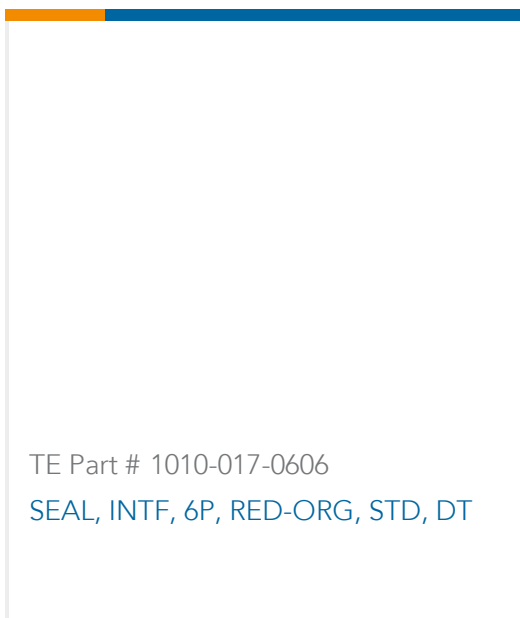 TE Part # 1010-017-0606
SEAL, INTF, 6P, RED-ORG, STD, DT